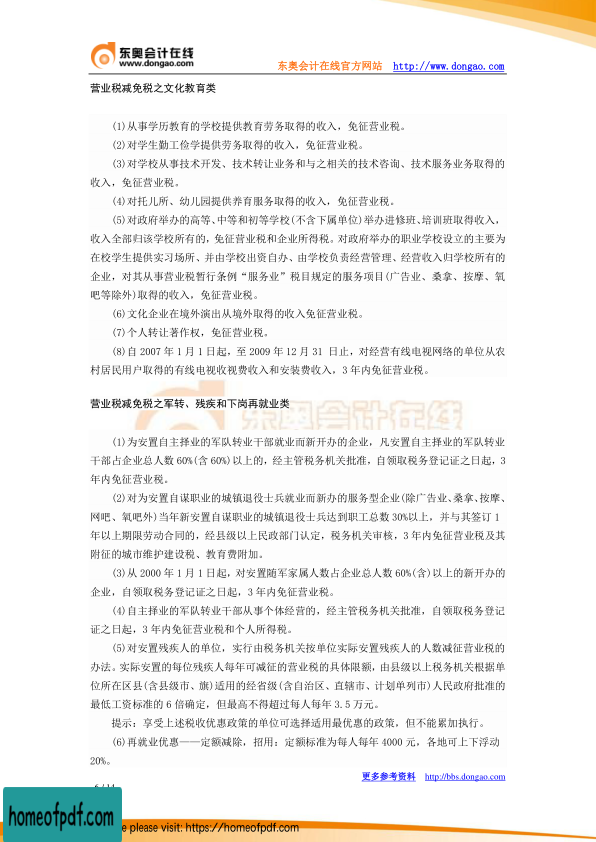 东奥会计在线
www.dongao.com
东奥会计在线官方网站 http://www.dongao.com
营业税减免税之文化教育类
(1)从事学历教育的学校提供教育劳务取得的收入，免征营业税。
(2)对学生勤工俭学提供劳务取得的收入，免征营业税。
(3)对学校从事技术开发、技术转让业务和与之相关的技术咨询、技术服务业务取得的
收入，免征营业税。
(4)对托儿所、幼儿园提供养育服务取得的收入，免征营业税。
(5)对政府举办的高等、中等和初等学校(不含下属单位)举办进修班、培训班取得收入，
收入全部归该学校所有的，免征营业税和企业所得税。对政府举办的职业学校设立的主要为
在校学生提供实习场所、并由学校出资自办、由学校负责经营管理、经营收入归学校所有的
企业，对其从事营业税暂行条例“服务业”税目规定的服务项目(广告业、桑拿、按摩、氧
吧等除外)取得的收入，免征营业税。
(6)文化企业在境外演出从境外取得的收入免征营业税。
(7)个人转让著作权，免征营业税。
(8)自 2007 年 1 月 1 日起，至 2009 年 12 月 31 日止，对经营有线电视网络的单位从农
村居民用户取得的有线电视收视费收入和安装费收入，3 年内免征营业税。
营业税减免税之军转、残疾和下岗再就业类
(1)为安置自主择业的军队转业干部就业而新开办的企业，凡安置自主择业的军队转业
干部占企业总人数 60%(含 60%)以上的，经主管税务机关批准，自领取税务登记证之日起，3
年内免征营业税。
(2)对为安置自谋职业的城镇退役士兵就业而新办的服务型企业(除广告业、桑拿、按摩、
网吧、氧吧外)当年新安置自谋职业的城镇退役士兵达到职工总数 30%以上，并与其签订 1
年以上期限劳动合同的，经县级以上民政部门认定，税务机关审核，3 年内免征营业税及其
附征的城市维护建设税、教育费附加。
(3)从 2000 年 1 月 1 日起，对安置随军家属人数占企业总人数 60%(含)以上的新开办的
企业，自领取税务登记证之日起，3 年内免征营业税。
(4)自主择业的军队转业干部从事个体经营的，经主管税务机关批准，自领取税务登记
证之日起，3 年内免征营业税和个人所得税。
(5)对安置残疾人的单位，实行由税务机关按单位实际安置残疾人的人数减征营业税的
办法。实际安置的每位残疾人每年可减征的营业税的具体限额，由县级以上税务机关根据单
位所在区县(含县级市、旗)适用的经省级(含自治区、直辖市、计划单列市)人民政府批准的
最低工资标准的 6 倍确定，但最高不得超过每人每年 3.5 万元。
提示：享受上述税收优惠政策的单位可选择适用最优惠的政策，但不能累加执行。
(6)再就业优惠——定额减除，招用：定额标准为每人每年 4000 元，各地可上下浮动
20%。
更多参考资料 http://bbs.dongao.com
6 / 14
homeofpdf.com
please visit: https://homeofpdf.com